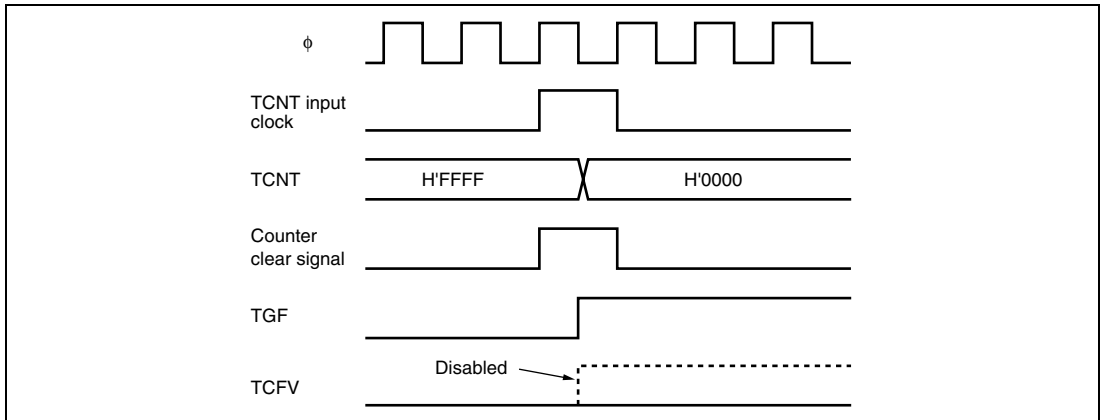 ϕ
TCNT input
clock
TCNT
H'FFFF
H'0000
Counter
clear signal
TGF
Disabled
TCFV